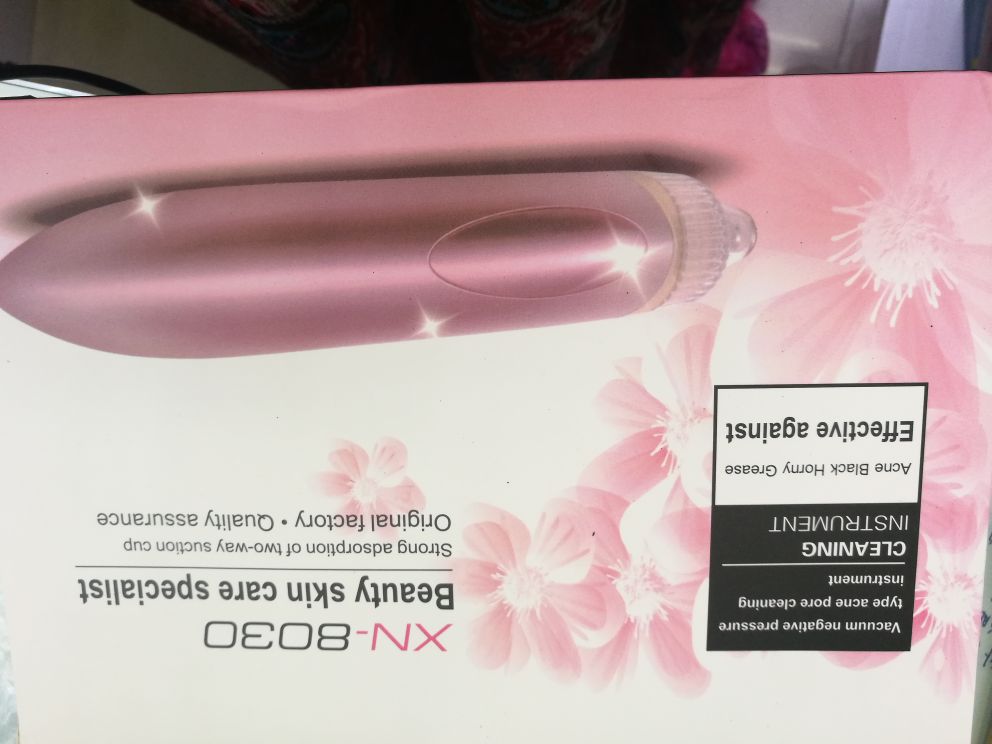 Vacuum negative pressure
type acne pore cleaning
instrument
CLEANING
INSTRUMENT
Acne Black Horny Grease
Effective against
XN-8030
Beauty skin care specialist
Strong adsorption of two-way suction cup
Original factory • Quality assurance